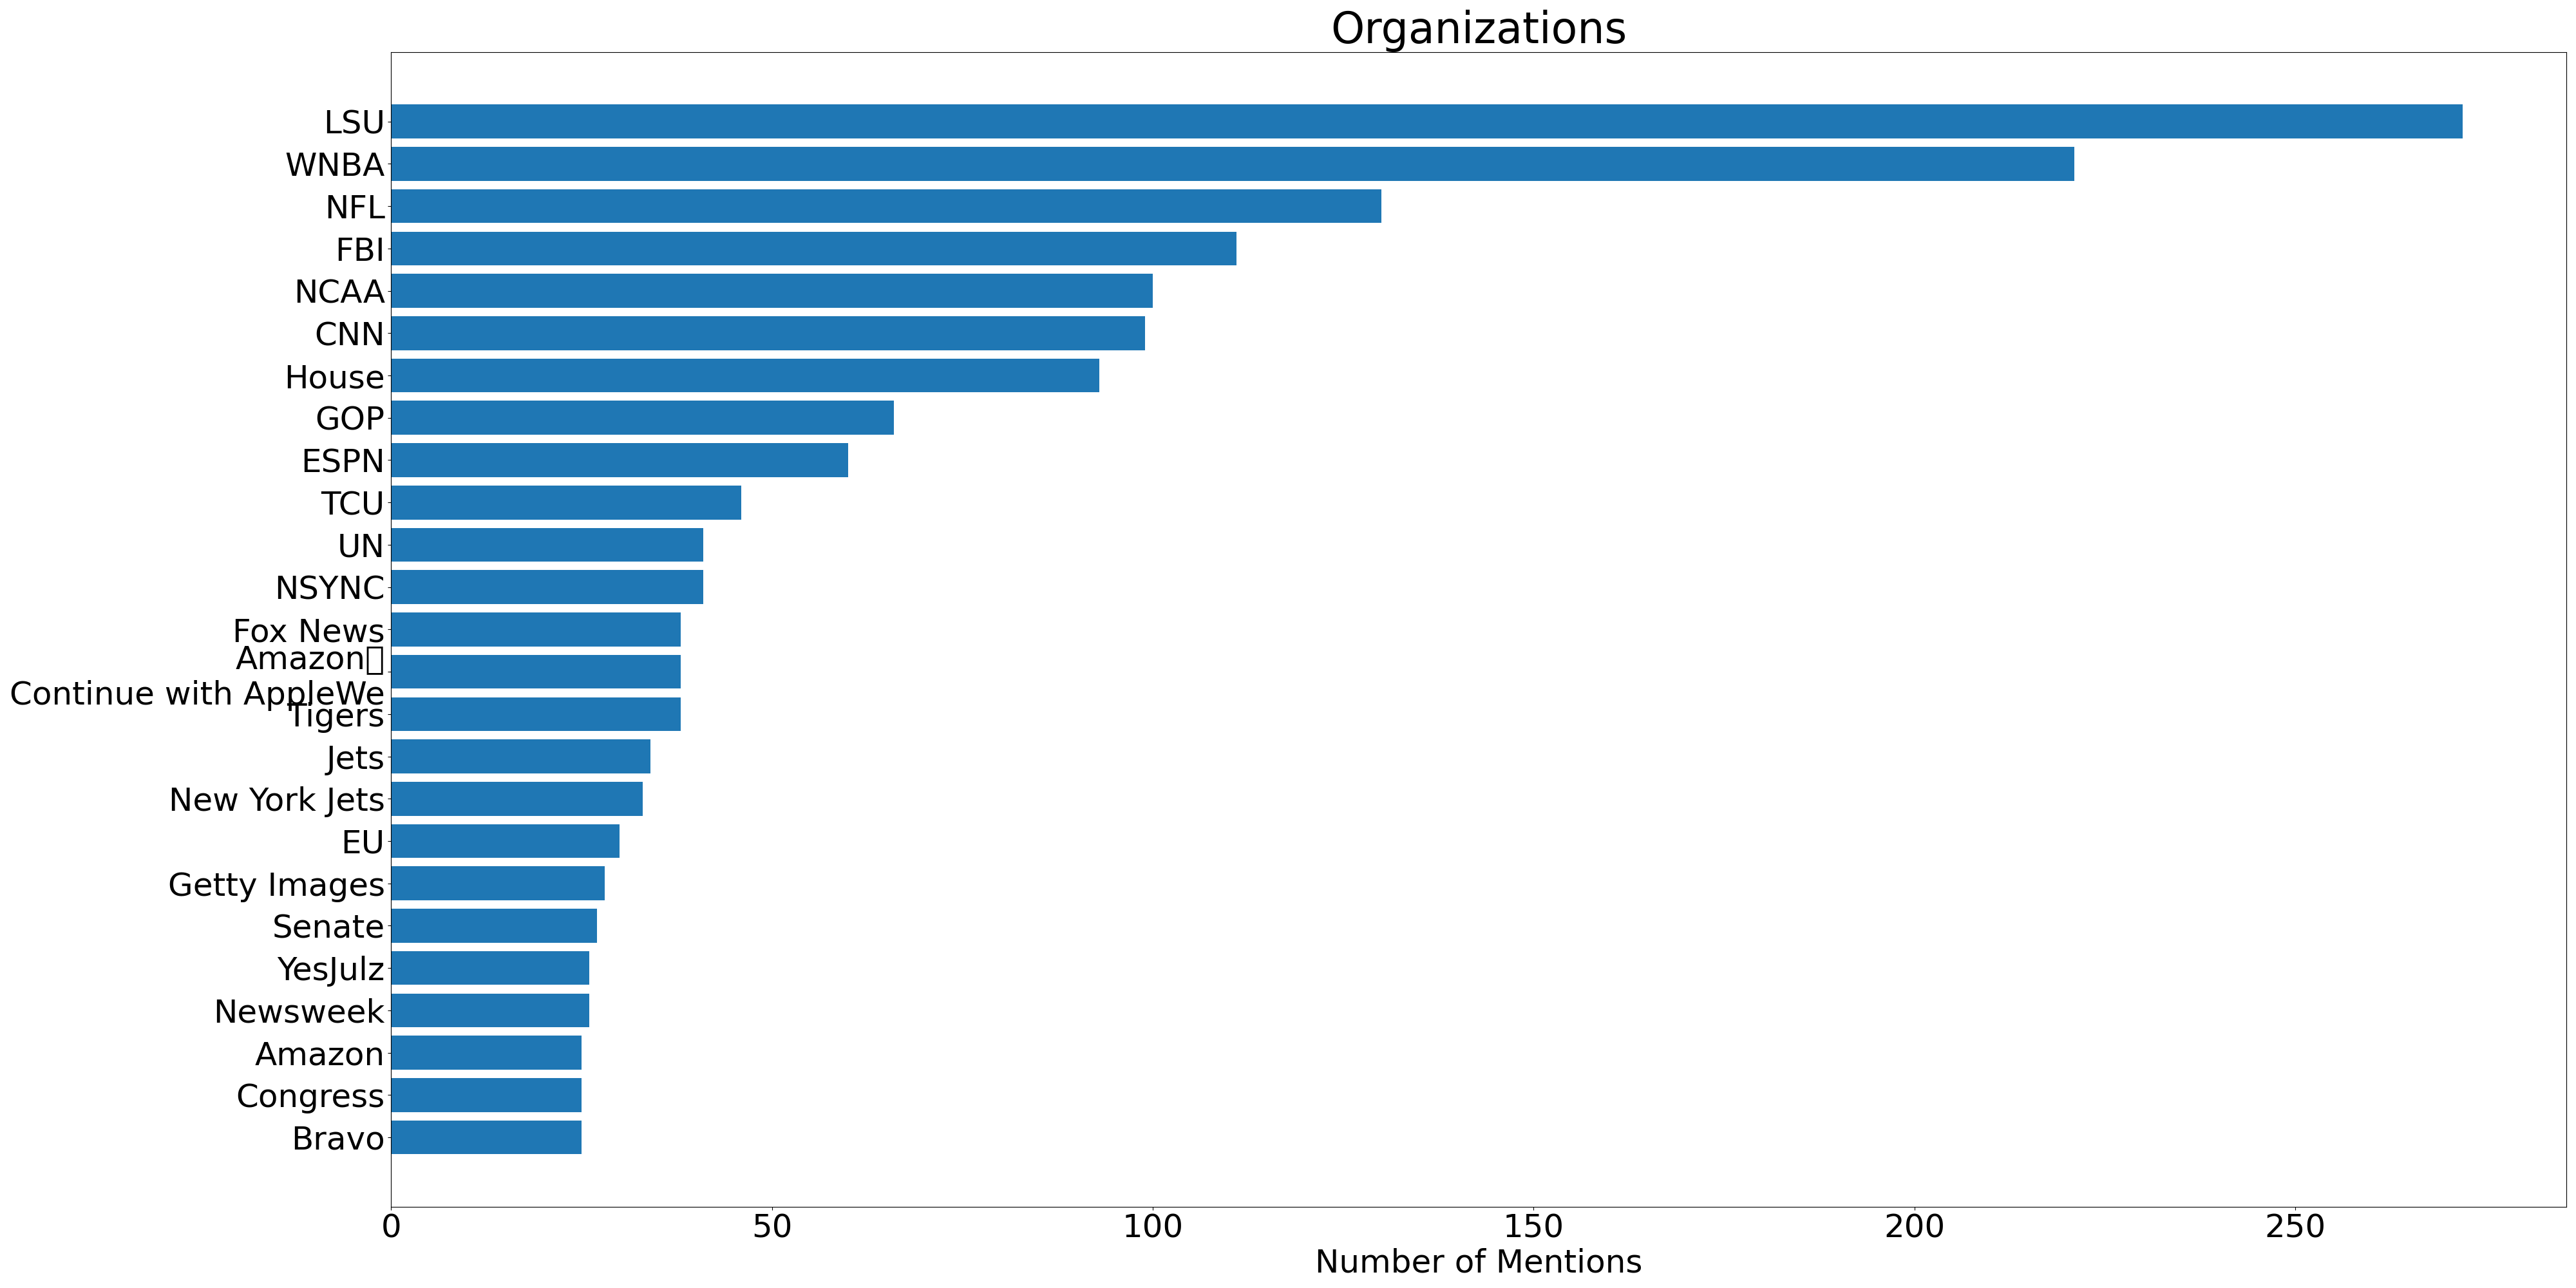 Organizations
LSU
WNBA
NFL
FBI
NCAA
CNN
House
GOP
ESPN
TCU
UN
NSYNC
Fox News
Amazon▯
Continue with AppleWe
Tigers
Jets
New York Jets
EU
Getty Images
Senate
YesJulz
Newsweek
Amazon
Congress
Bravo
0 50 100 150 200 250
Number of Mentions